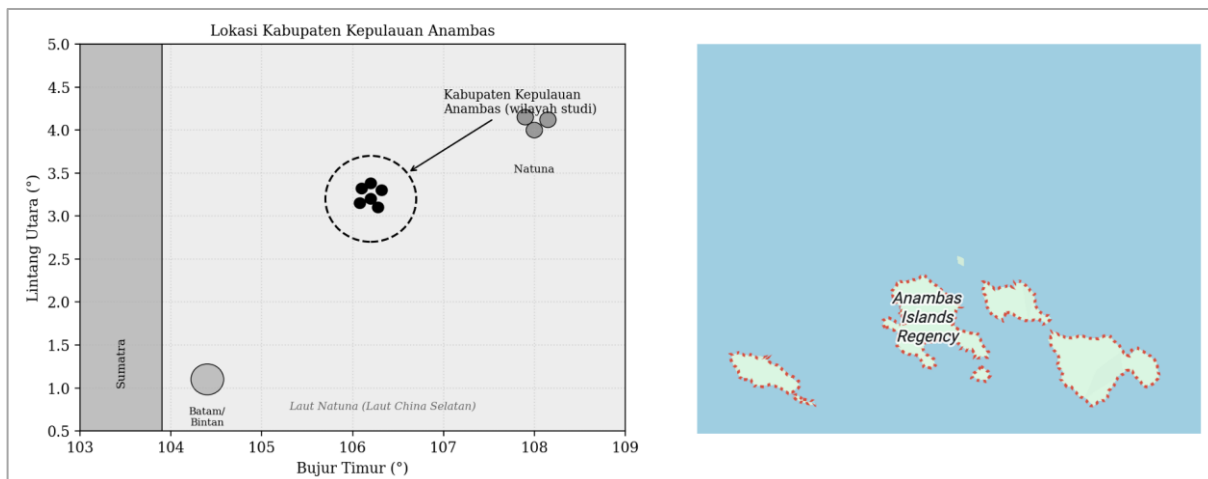 Lokasi Kabupaten Kepulauan Anambas
5.0
4.5
4.0
3.5
3.0
2.5
2.0
1.5
1.0
0.5
Lintang Utara (°)
Kabupaten Kepulauan
Anambas (wilayah studi)
Natuna
Sumatra
Batam/
Bintan
Laut Natuna (Laut China Selatan)
103
104
105
106
107
108
109
Bujur Timur (°)
Anambas
Islands
Regency